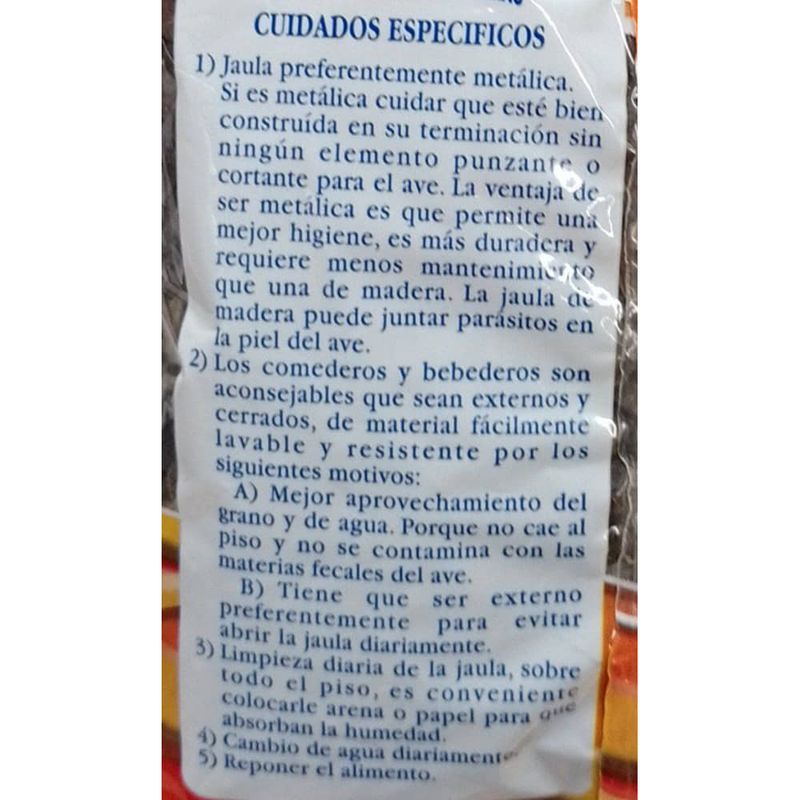 CUIDADOS ESPECIFICOS
1) Jaula preferentemente metálica.
Si es metálica cuidar que esté bien
construída en su terminación sin
ningún elemento punzante o
cortante para el ave. La ventaja de
ser metálica es que permite una
mejor higiene, es más duradera y
requiere menos mantenimiento
que una de madera. La jaula de
madera puede juntar parásitos en
la piel del ave.
2) Los comederos y bebederos son
aconsejables que sean externos y
cerrados, de material fácilmente
lavable y resistente por los
siguientes motivos:
A) Mejor aprovechamiento del
grano y de agua. Porque no cae al
piso y no se contamina con las
materias fecales del ave.
B) Tiene que ser externo
preferentemente para evitar
abrir la jaula diariamente.
3) Limpieza diaria de la jaula, sobre
todo el piso, es conveniente
colocarle arena o papel para que
absorban la humedad.
4) Cambio de agua diariamente
5) Reponer el alimento.